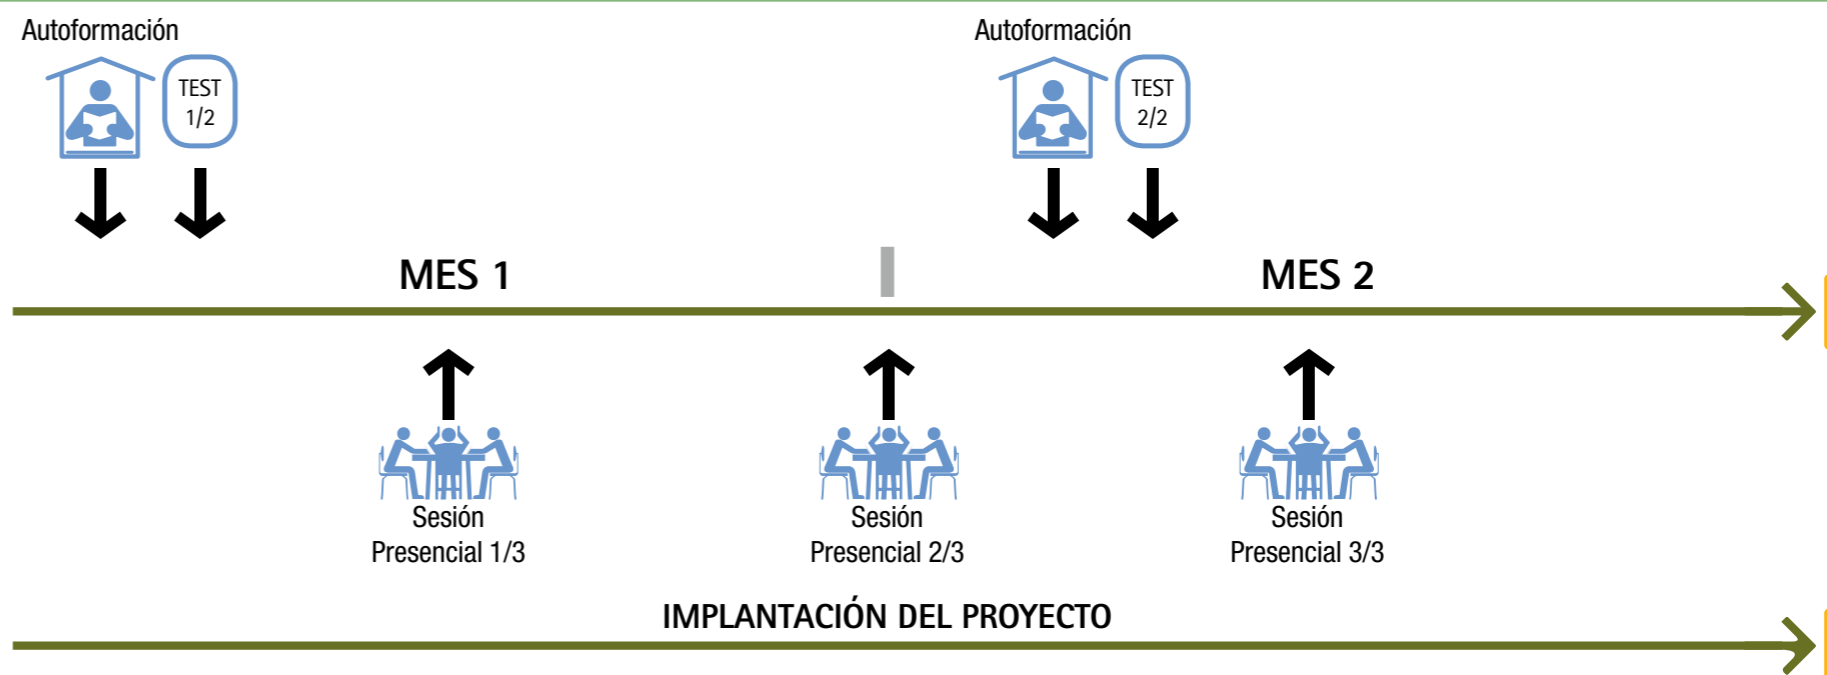 Autoformación
TEST
1/2
Autoformación
TEST
2/2
MES 1
MES 2
Sesión
Presencial 1/3
Sesión
Presencial 2/3
Sesión
Presencial 3/3
IMPLANTACIÓN DEL PROYECTO